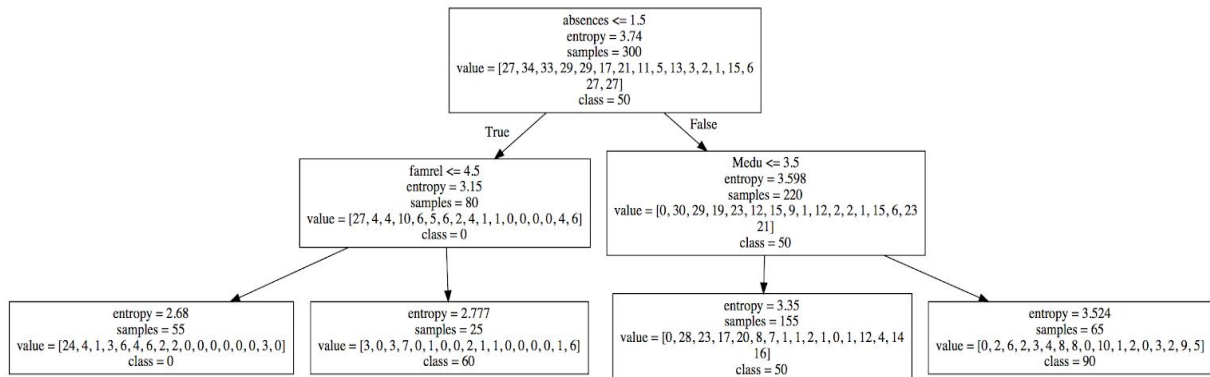 absences <= 1.5
entropy = 3.74
samples = 300
value = [27, 34, 33, 29, 29, 17, 21, 11, 5, 13, 3, 2, 1, 15, 6
27, 27]
class = 50
True
False
famrel <= 4.5
entropy = 3.15
samples = 80
value = [27, 4, 4, 10, 6, 5, 6, 2, 4, 1, 1, 0, 0, 0, 0, 4, 6]
class = 0
Medu <= 3.5
entropy = 3.598
samples = 220
value = [0, 30, 29, 19, 23, 12, 15, 9, 1, 12, 2, 2, 1, 15, 6, 23
21]
class = 50
entropy = 2.68
samples = 55
value = [24, 4, 1, 3, 6, 4, 6, 2, 2, 0, 0, 0, 0, 0, 0, 3, 0]
class = 0
entropy = 2.777
samples = 25
value = [3, 0, 3, 7, 0, 1, 0, 0, 2, 1, 1, 0, 0, 0, 0, 1, 6]
class = 60
entropy = 3.35
samples = 155
value = [0, 28, 23, 17, 20, 8, 7, 1, 1, 2, 1, 0, 1, 12, 4, 14
16]
class = 50
entropy = 3.524
samples = 65
value = [0, 2, 6, 2, 3, 4, 8, 8, 0, 10, 1, 2, 0, 3, 2, 9, 5]
class = 90